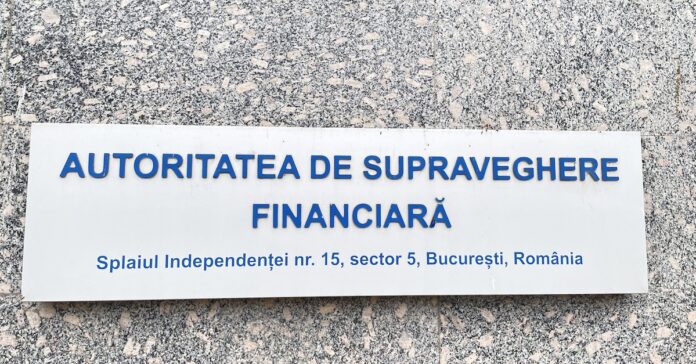 AUTORITATEA DE SUPRAVEGHERE
FINANCIARĂ
Splaiul Independenței nr. 15, sector 5, București, România